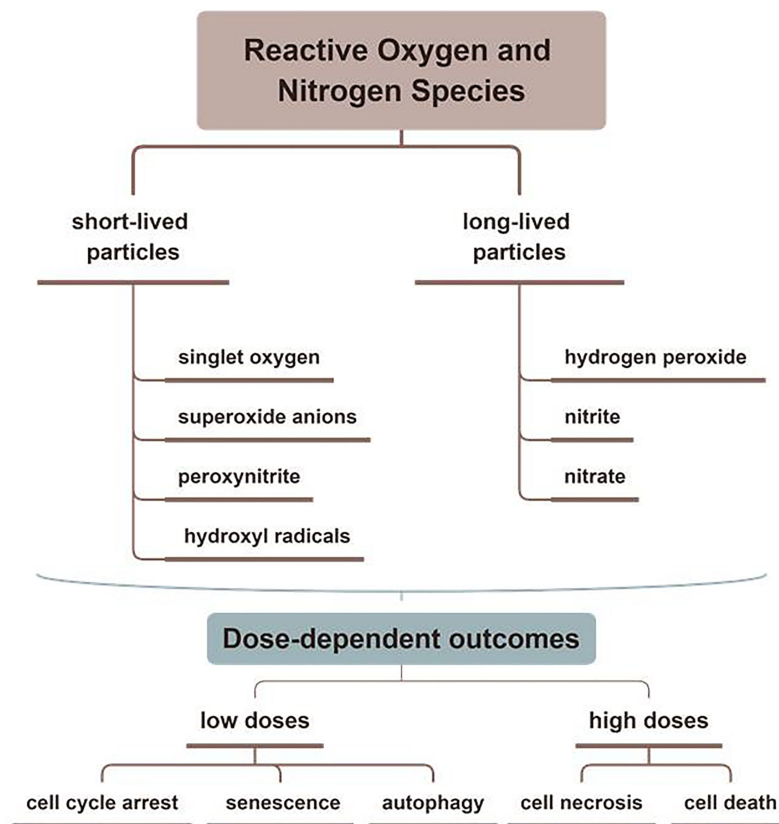 Reactive Oxygen and
Nitrogen Species
short-lived
particles
long-lived
particles
singlet oxygen
superoxide anions
peroxynitrite
hydroxyl radicals
hydrogen peroxide
nitrite
nitrate
Dose-dependent outcomes
low doses
high doses
cell cycle arrest
senescence
autophagy
cell necrosis
cell death